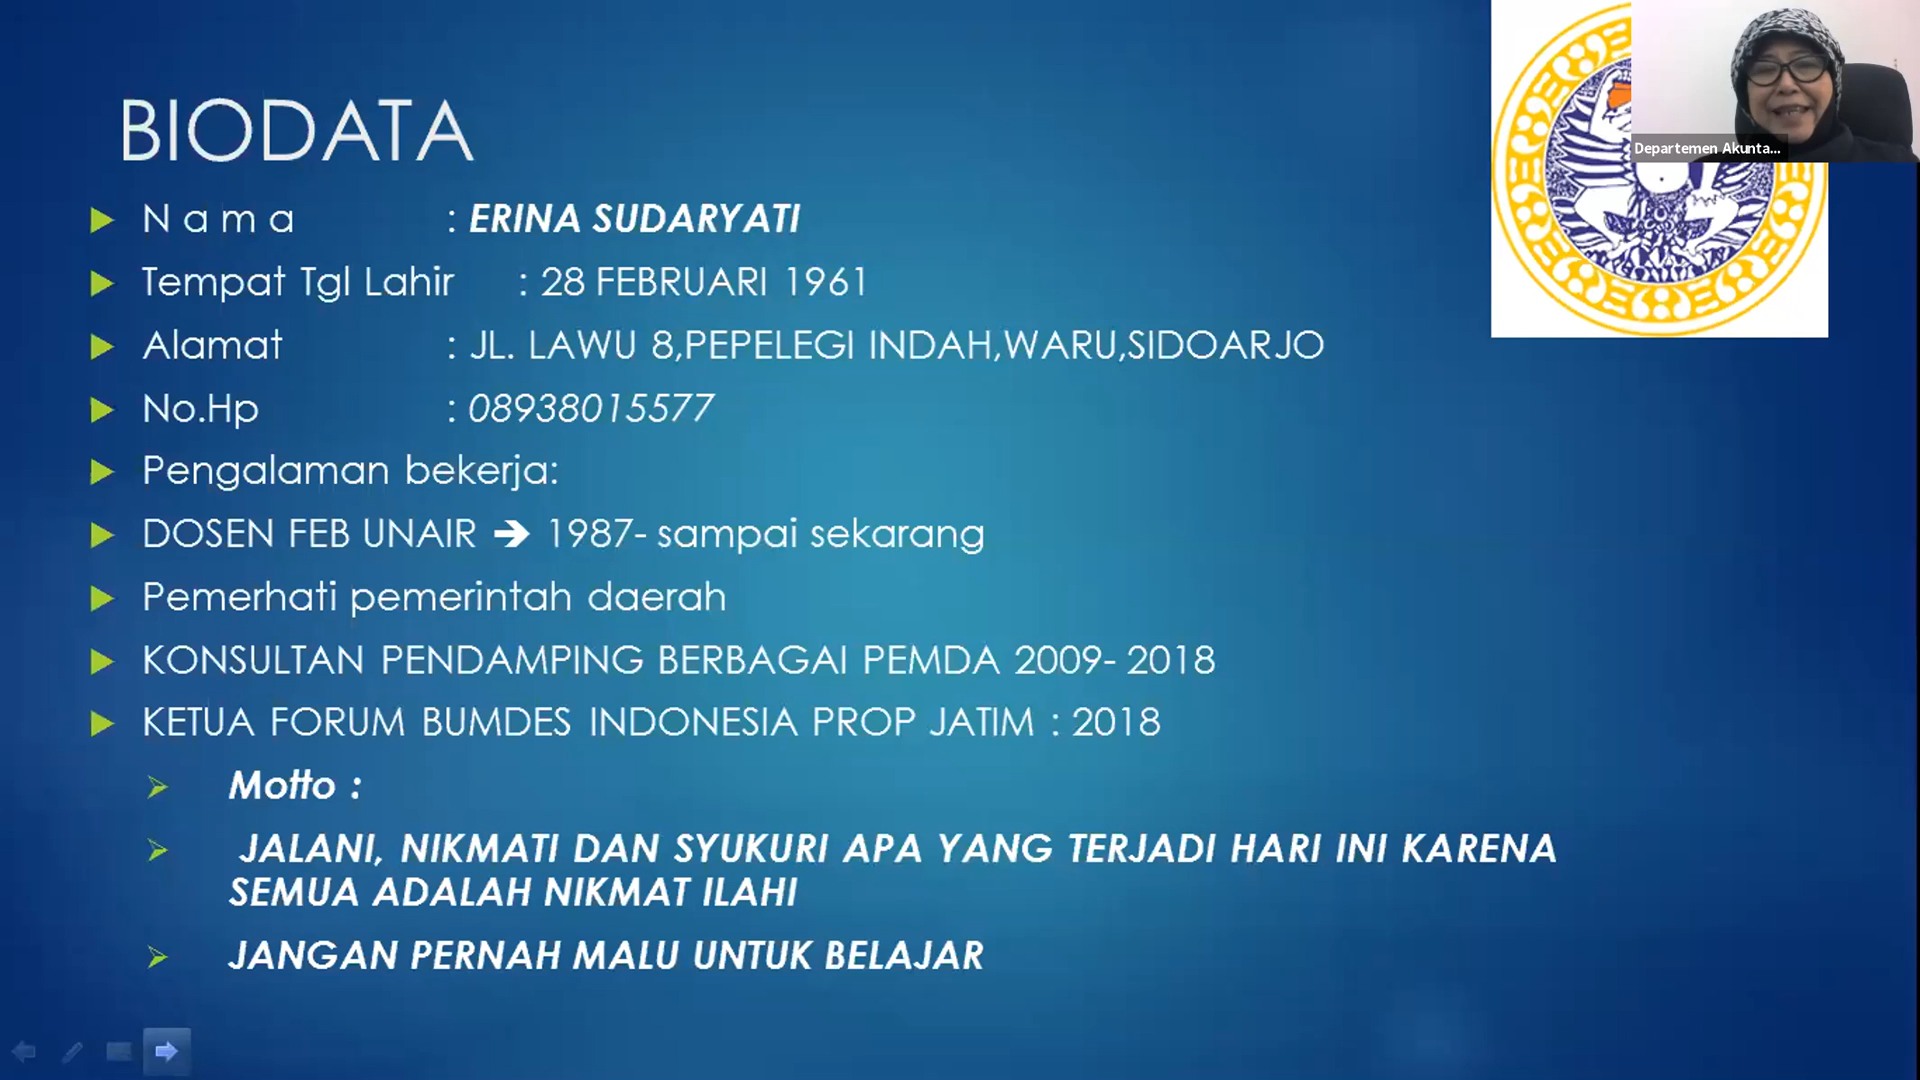 BIODATA
N a m a : ERINA SUDARYATI
Tempat Tgl Lahir : 28 FEBRUARI 1961
Alamat : JL. LAWU 8,PEPELEGI INDAH,WARU,SIDOARJO
No.Hp : 08938015577
Pengalaman bekerja:
DOSEN FEB UNAIR ➔ 1987- sampai sekarang
Pemerhati pemerintah daerah
KONSULTAN PENDAMPING BERBAGAI PEMDA 2009- 2018
KETUA FORUM BUMDES INDONESIA PROP JATIM : 2018
Motto :
JALANI, NIKMATI DAN SYUKURI APA YANG TERJADI HARI INI KARENA
SEMUA ADALAH NIKMAT ILAHI
JANGAN PERNAH MALU UNTUK BELAJAR
Departemen Akunta...